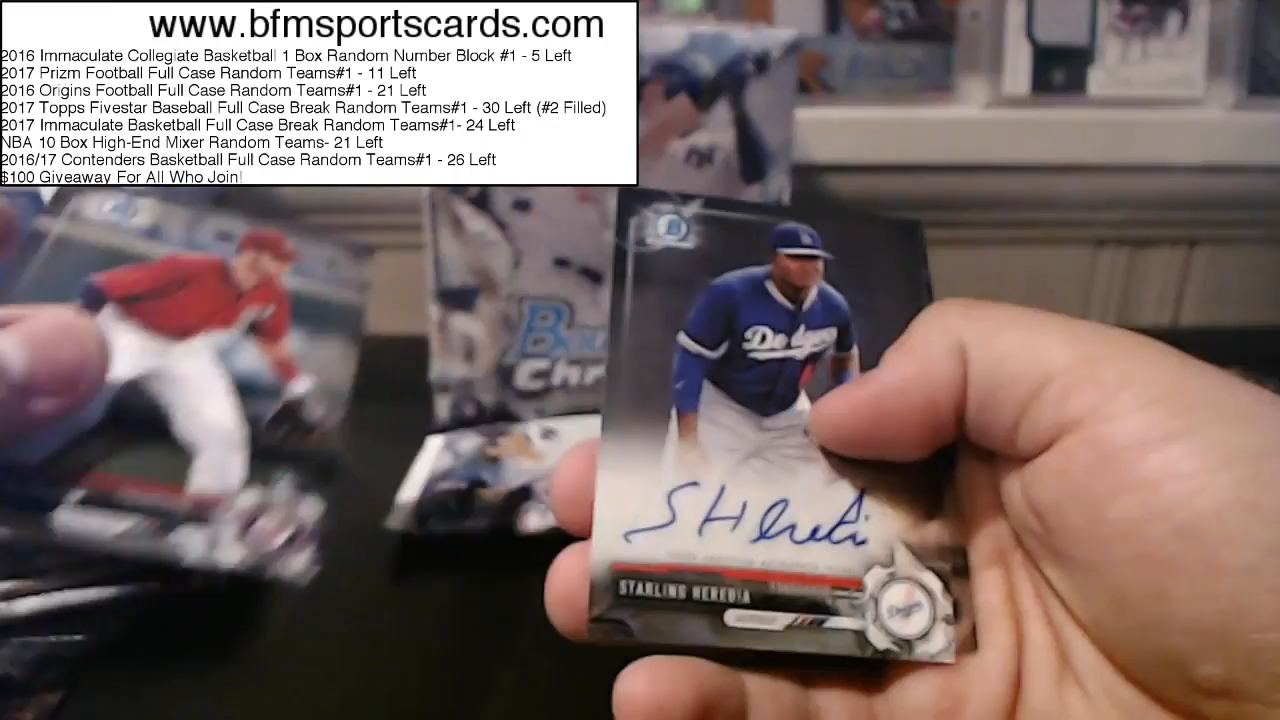 www.bfmsportscards.com
2016 Immaculate Collegiate Basketball 1 Box Random Number Block #1 - 5 Left
2017 Prizm Football Full Case Random Teams#1 - 11 Left
2016 Origins Football Full Case Random Teams#1 - 21 Left
2017 Topps Fivestar Baseball Full Case Break Random Teams#1 - 30 Left (#2 Filled)
2017 Immaculate Basketball Full Case Break Random Teams#1- 24 Left
NBA 10 Box High-End Mixer Random Teams- 21 Left
2016/17 Contenders Basketball Full Case Random Teams#1 - 26 Left
$100 Giveaway For All Who Join!
B
Dodgers
S Heredia
STARLING HEREDIA
Dodgers